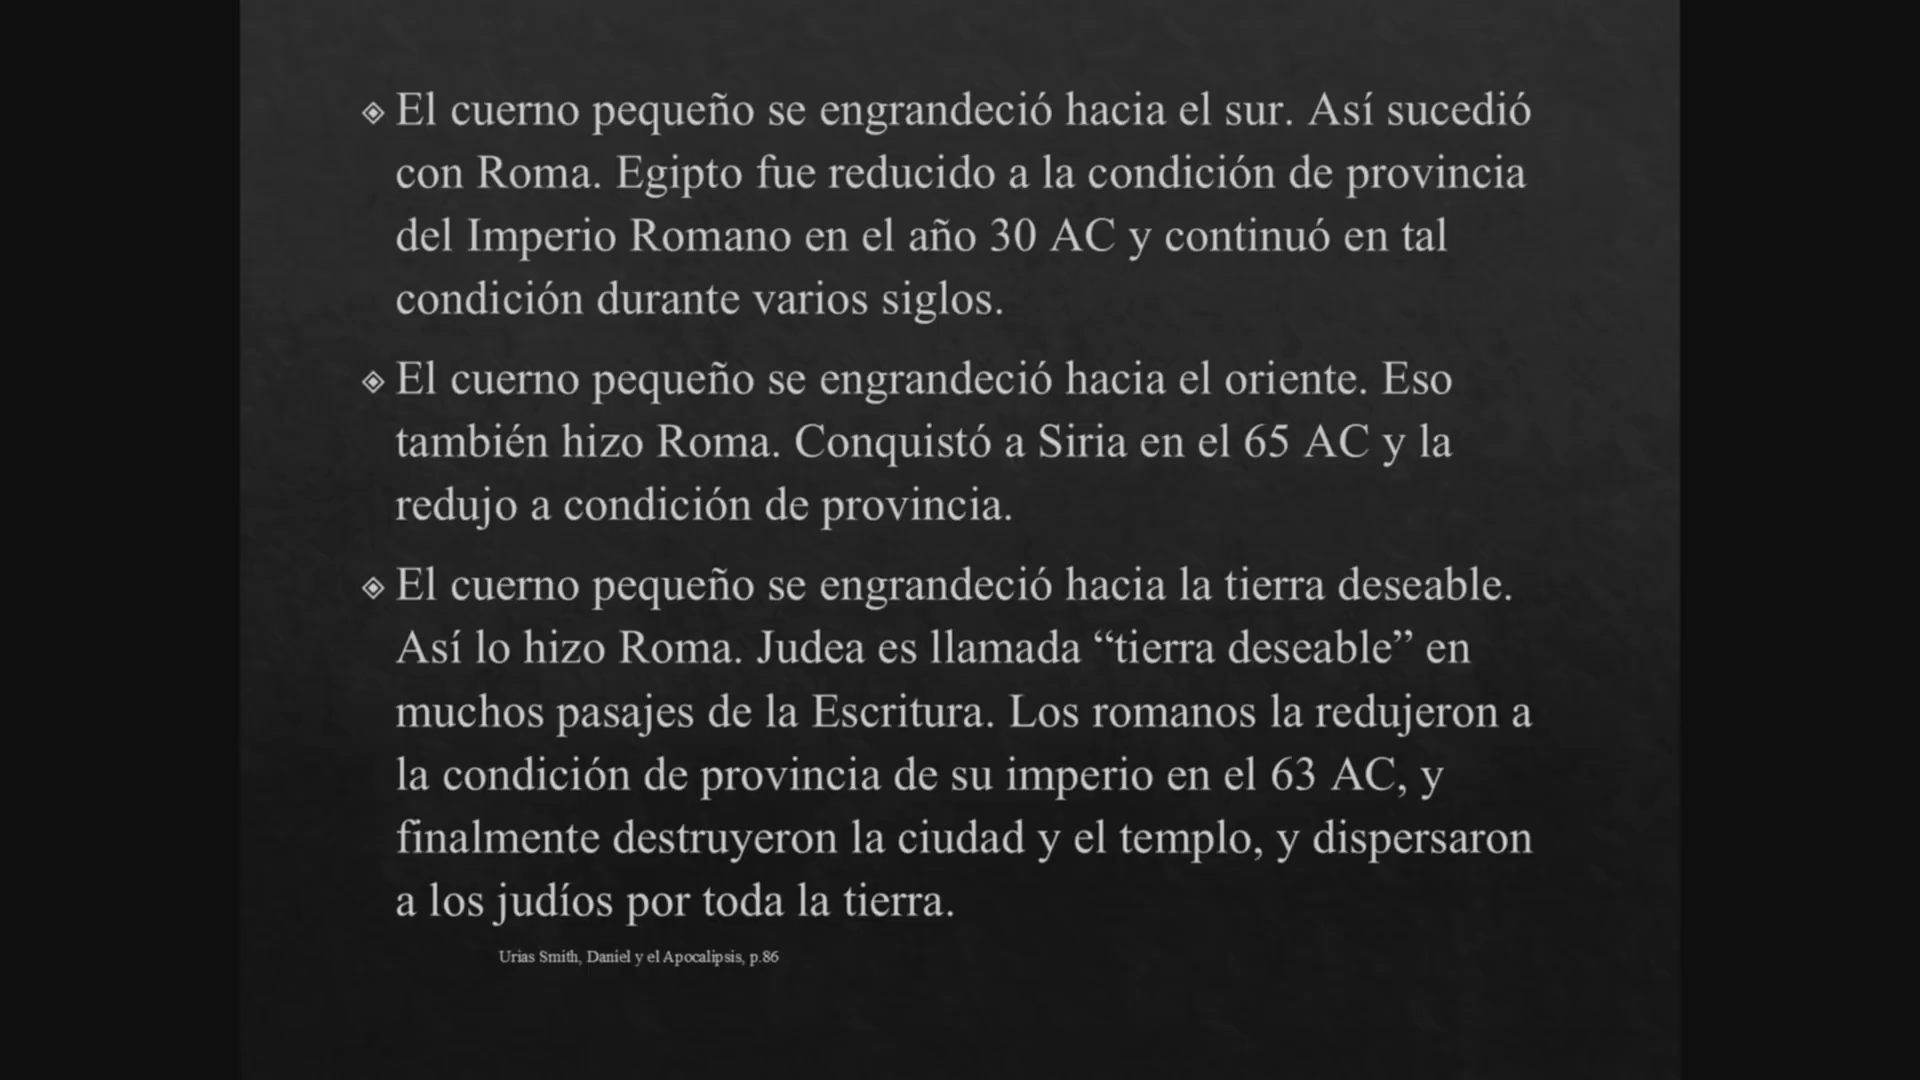 El cuerno pequeño se engrandeció hacia el sur. Así sucedió
con Roma. Egipto fue reducido a la condición de provincia
del Imperio Romano en el año 30 AC y continuó en tal
condición durante varios siglos.
El cuerno pequeño se engrandeció hacia el oriente. Eso
también hizo Roma. Conquistó a Siria en el 65 AC y la
redujo a condición de provincia.
El cuerno pequeño se engrandeció hacia la tierra deseable.
Así lo hizo Roma. Judea es llamada “tierra deseable” en
muchos pasajes de la Escritura. Los romanos la redujeron a
la condición de provincia de su imperio en el 63 AC, y
finalmente destruyeron la ciudad y el templo, y dispersaron
a los judíos por toda la tierra.
Urias Smith, Daniel y el Apocalipsis, p.86